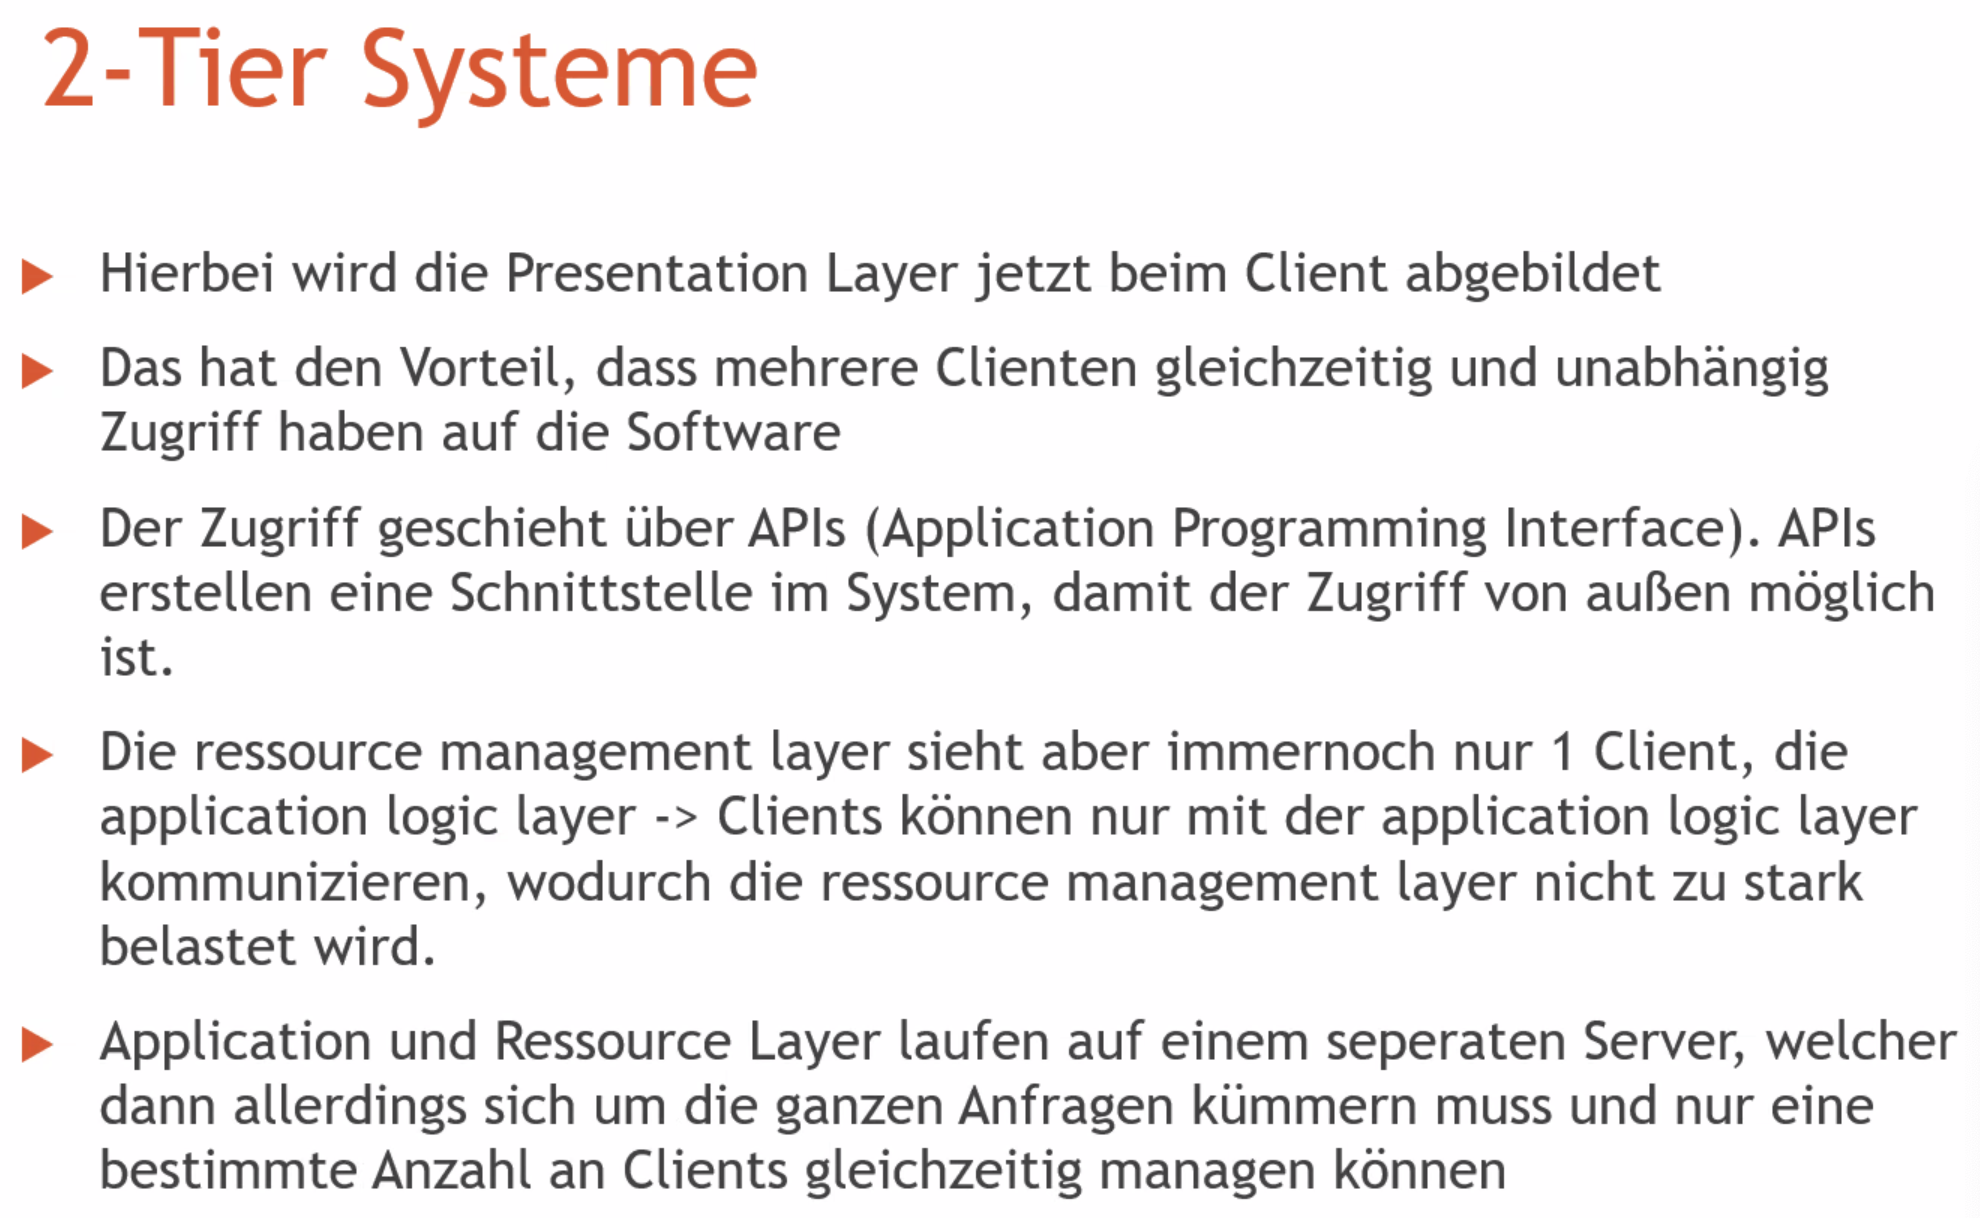 2-Tier Systeme
Hierbei wird die Presentation Layer jetzt beim Client abgebildet
Das hat den Vorteil, dass mehrere Clienten gleichzeitig und unabhängig
Zugriff haben auf die Software
Der Zugriff geschieht über APIs (Application Programming Interface). APIs
erstellen eine Schnittstelle im System, damit der Zugriff von außen möglich
ist.
Die ressource management layer sieht aber immernoch nur 1 Client, die
application logic layer -> Clients können nur mit der application logic layer
kommunizieren, wodurch die ressource management layer nicht zu stark
belastet wird.
Application und Ressource Layer laufen auf einem seperaten Server, welcher
dann allerdings sich um die ganzen Anfragen kümmern muss und nur eine
bestimmte Anzahl an Clients gleichzeitig managen können